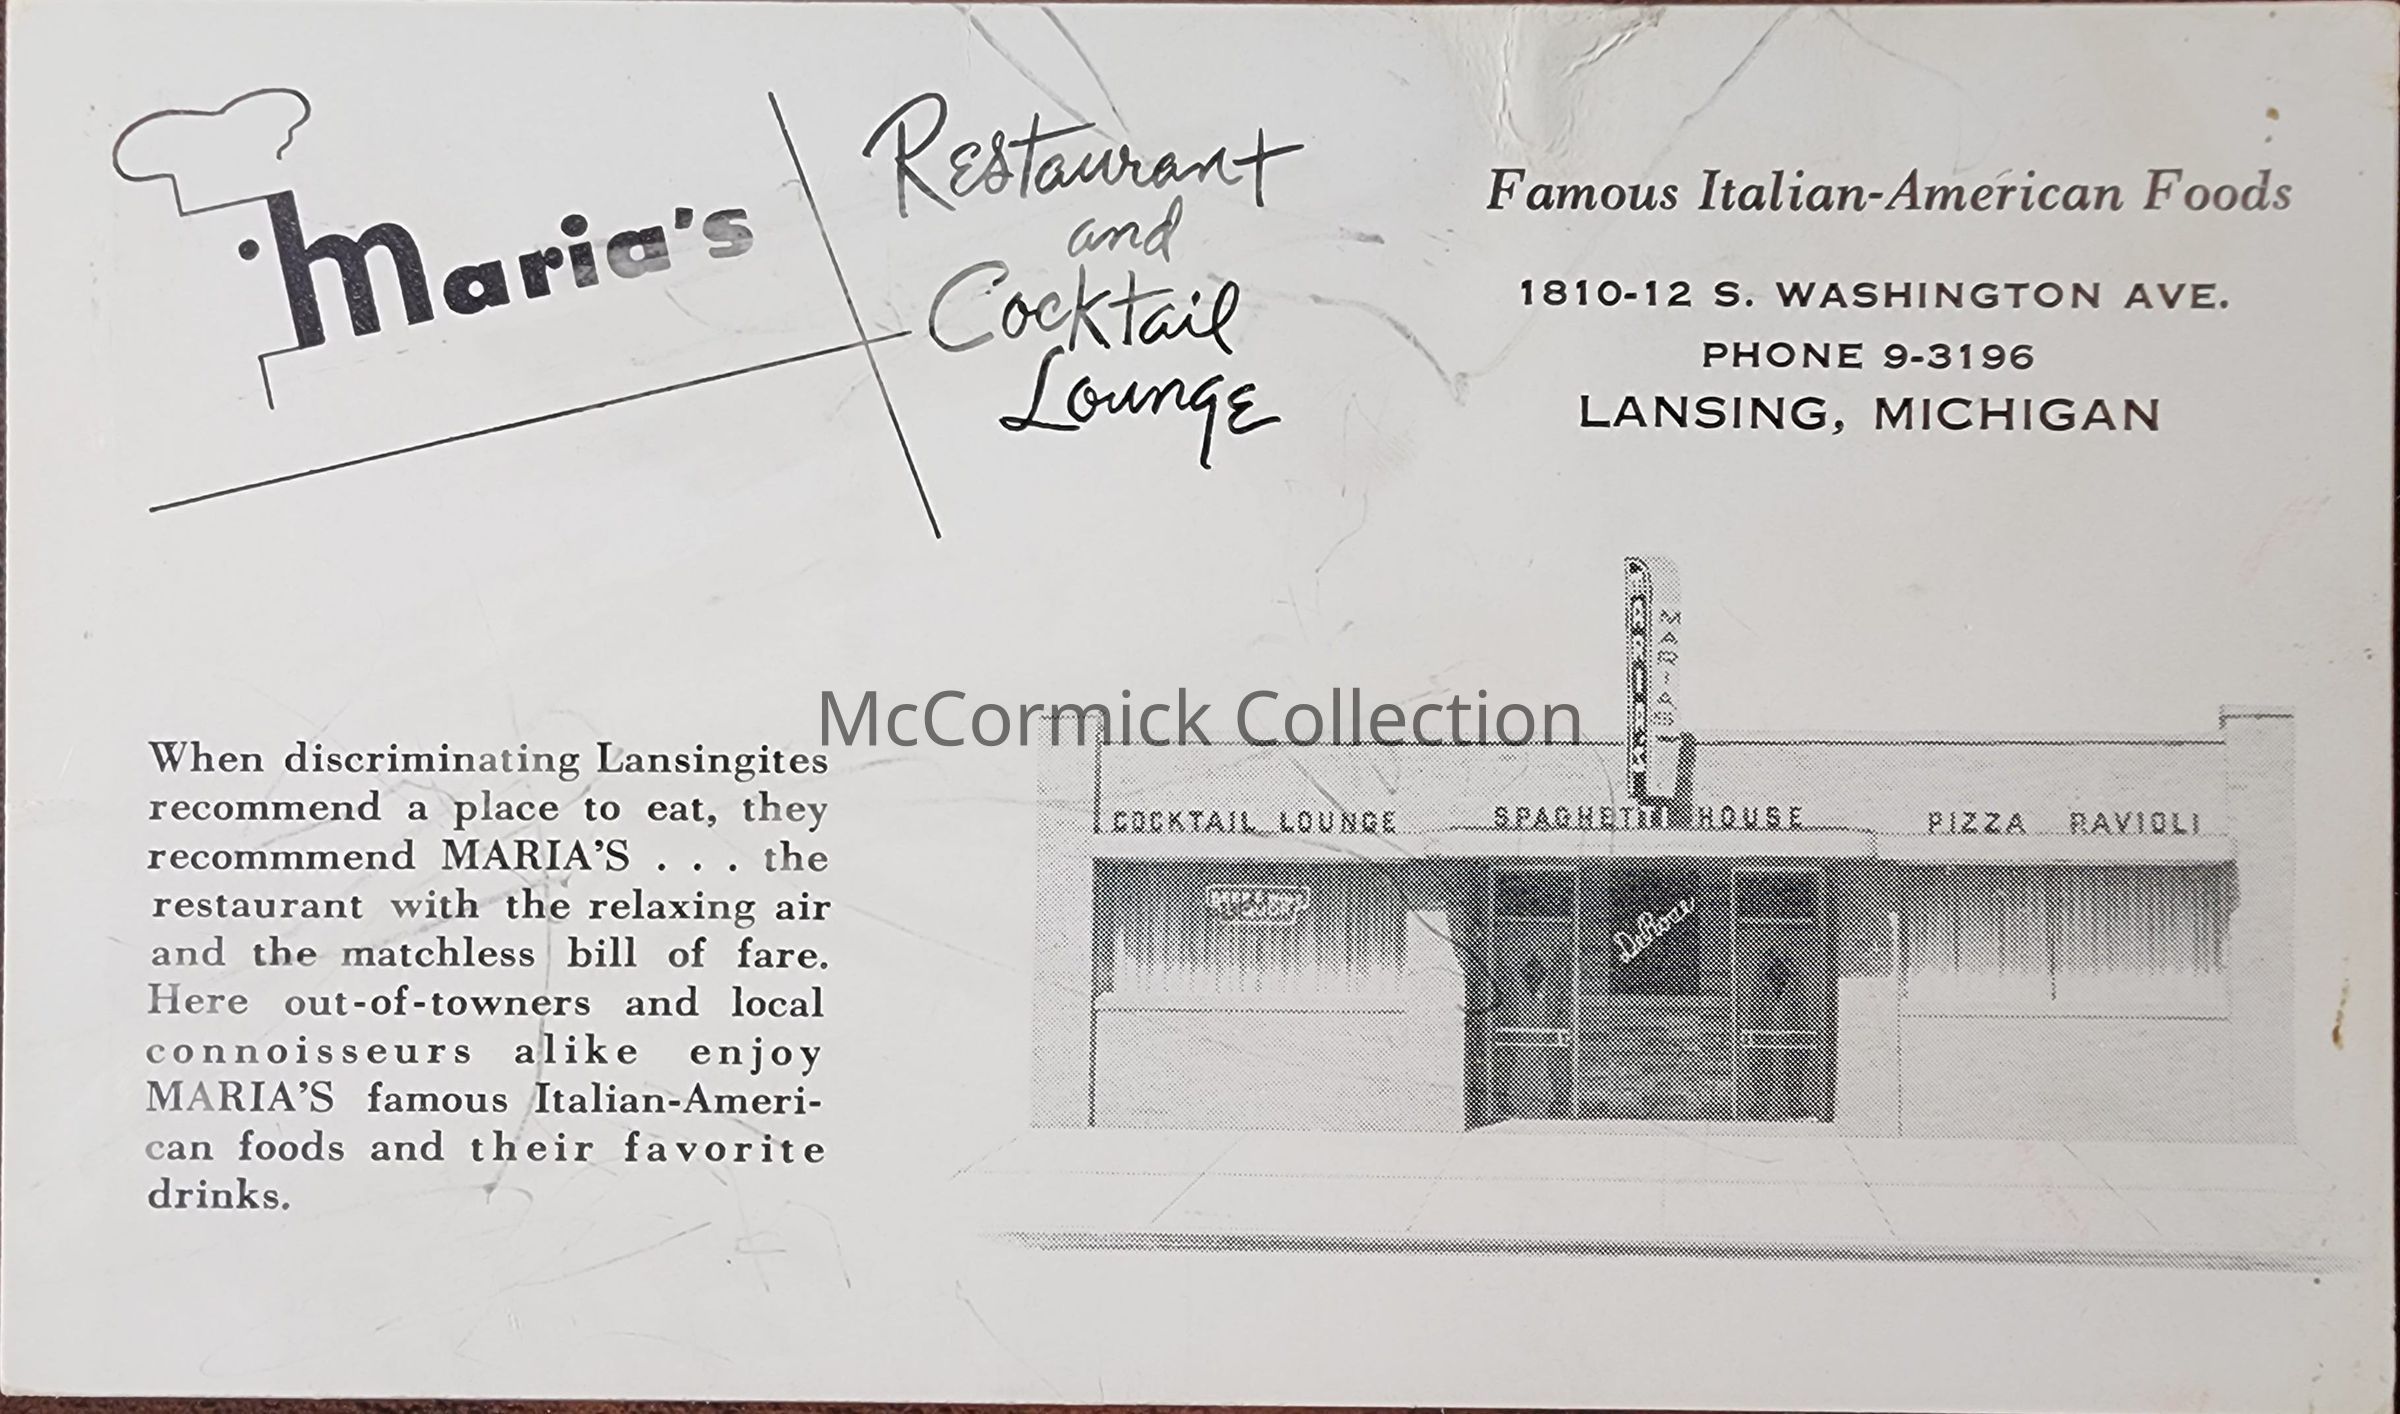 Maria's
Restaurant
and
Cocktail
Lounge
Famous Italian-American Foods
1810-12 S. WASHINGTON AVE.
PHONE 9-3196
LANSING, MICHIGAN
When discriminating Lansingites
recommend a place to eat, they
recommmend MARIA'S . . . the
restaurant with the relaxing air
and the matchless bill of fare.
Here out-of-towners and local
connoisseurs alike enjoy
MARIA'S famous Italian-Ameri-
can foods and their favorite
drinks.
McCormick Collection
MARIAS
COCKTAIL LOUNGE
SPAGHETTI HOUSE
PIZZA RAVIOLI